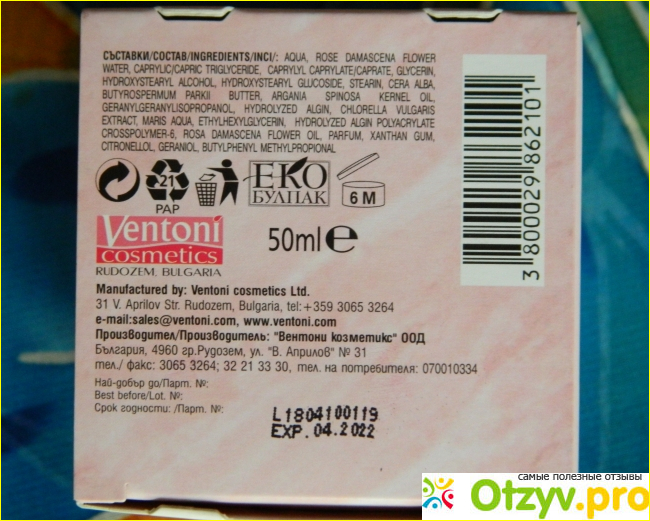 СЪСТАВКИ/СОСТАВ/INGREDIENTS/INCI/: AQUA, ROSE DAMASCENA FLOWER
WATER, CAPRYLIC/CAPRIC TRIGLYCERIDE, CAPRYLYL CAPRYLATE/CAPRATE, GLYCERIN,
HYDROXYSTEARYL ALCOHOL, HYDROXYSTEARYL GLUCOSIDE, STEARIN, CERA ALBA,
BUTYROSPERMUM PARKII BUTTER, ARGANIA SPINOSA KERNEL OIL,
GERANYLGERANYLISOPROPANOL, HYDROLYZED ALGIN, CHLORELLA VULGARIS
EXTRACT, MARIS AQUA, ETHYLHEXYLGLYCERIN, HYDROLYZED ALGIN POLYACRYLATE
CROSSPOLYMER-6, ROSA DAMASCENA FLOWER OIL, PARFUM, XANTHAN GUM,
CITRONELLOL, GERANIOL, BUTYLPHENYL METHYLPROPIONAL
21
PAP
ЕКО
БУЛПАК
6 M
Ventoni
cosmetics
RUDOZEM, BULGARIA
50ml e
3 800029 862101
Manufactured by: Ventoni cosmetics Ltd.
31 V. Aprilov Str. Rudozem, Bulgaria, tel:+359 3065 3264
e-mail:sales@ventoni.com, www.ventoni.com
Производител/Производитель: "Вентони козметикс" ООД
България, 4960 гр.Рудозем, ул. "В. Априлов" № 31
тел./ факс: 3065 3264; 32 21 33 30, тел. на потребителя: 070010334
Най-добър до/Парт. №:
Best before/Lot. №:
Срок годности: /Парт. №:
L1804100119
EXP. 04.2022
самые полезные отзывы
Otzyv.pro